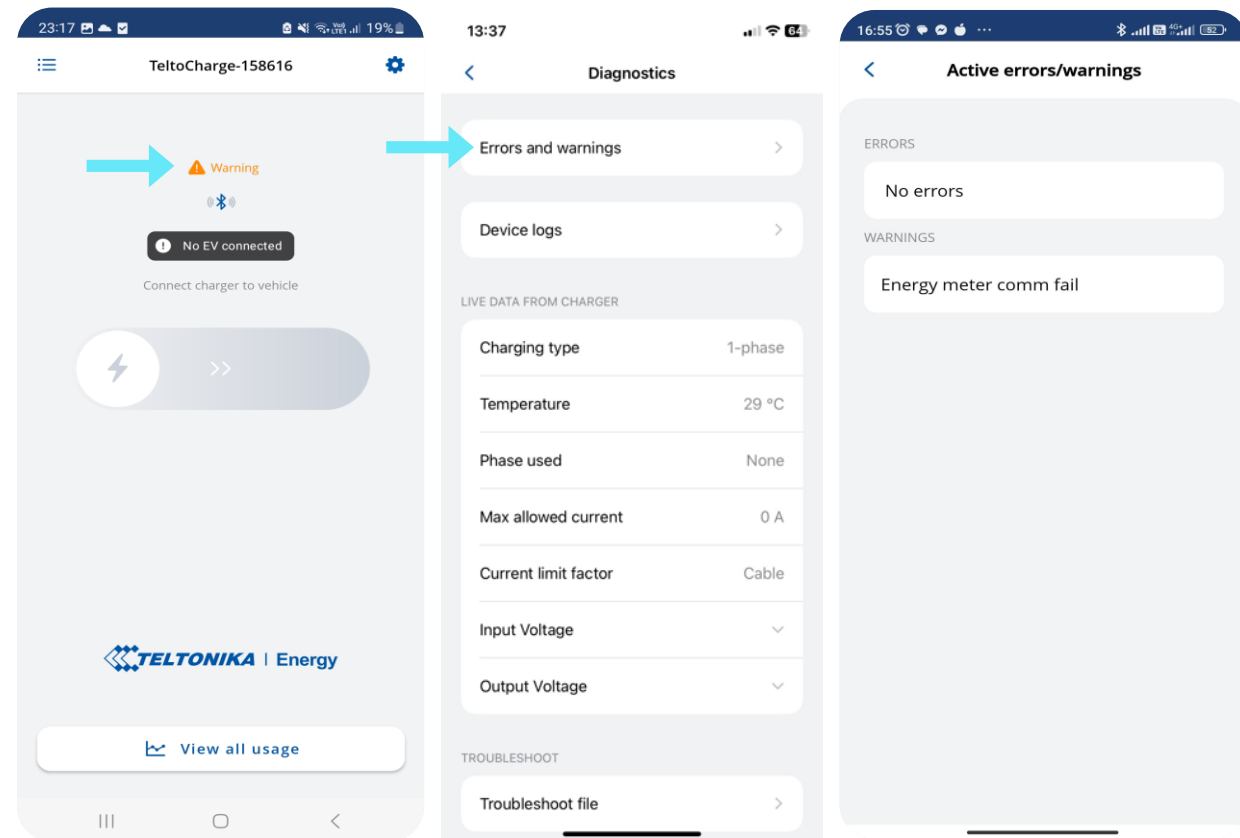 23:17
19%
TeltoCharge-158616
Warning
No EV connected
Connect charger to vehicle
TELTONIKA | Energy
View all usage
13:37
64
Diagnostics
Errors and warnings
Device logs
LIVE DATA FROM CHARGER
Charging type 1-phase
Temperature 29 °C
Phase used None
Max allowed current 0 A
Current limit factor Cable
Input Voltage
Output Voltage
TROUBLESHOOT
Troubleshoot file
16:55
4G+
52
Active errors/warnings
ERRORS
No errors
WARNINGS
Energy meter comm fail